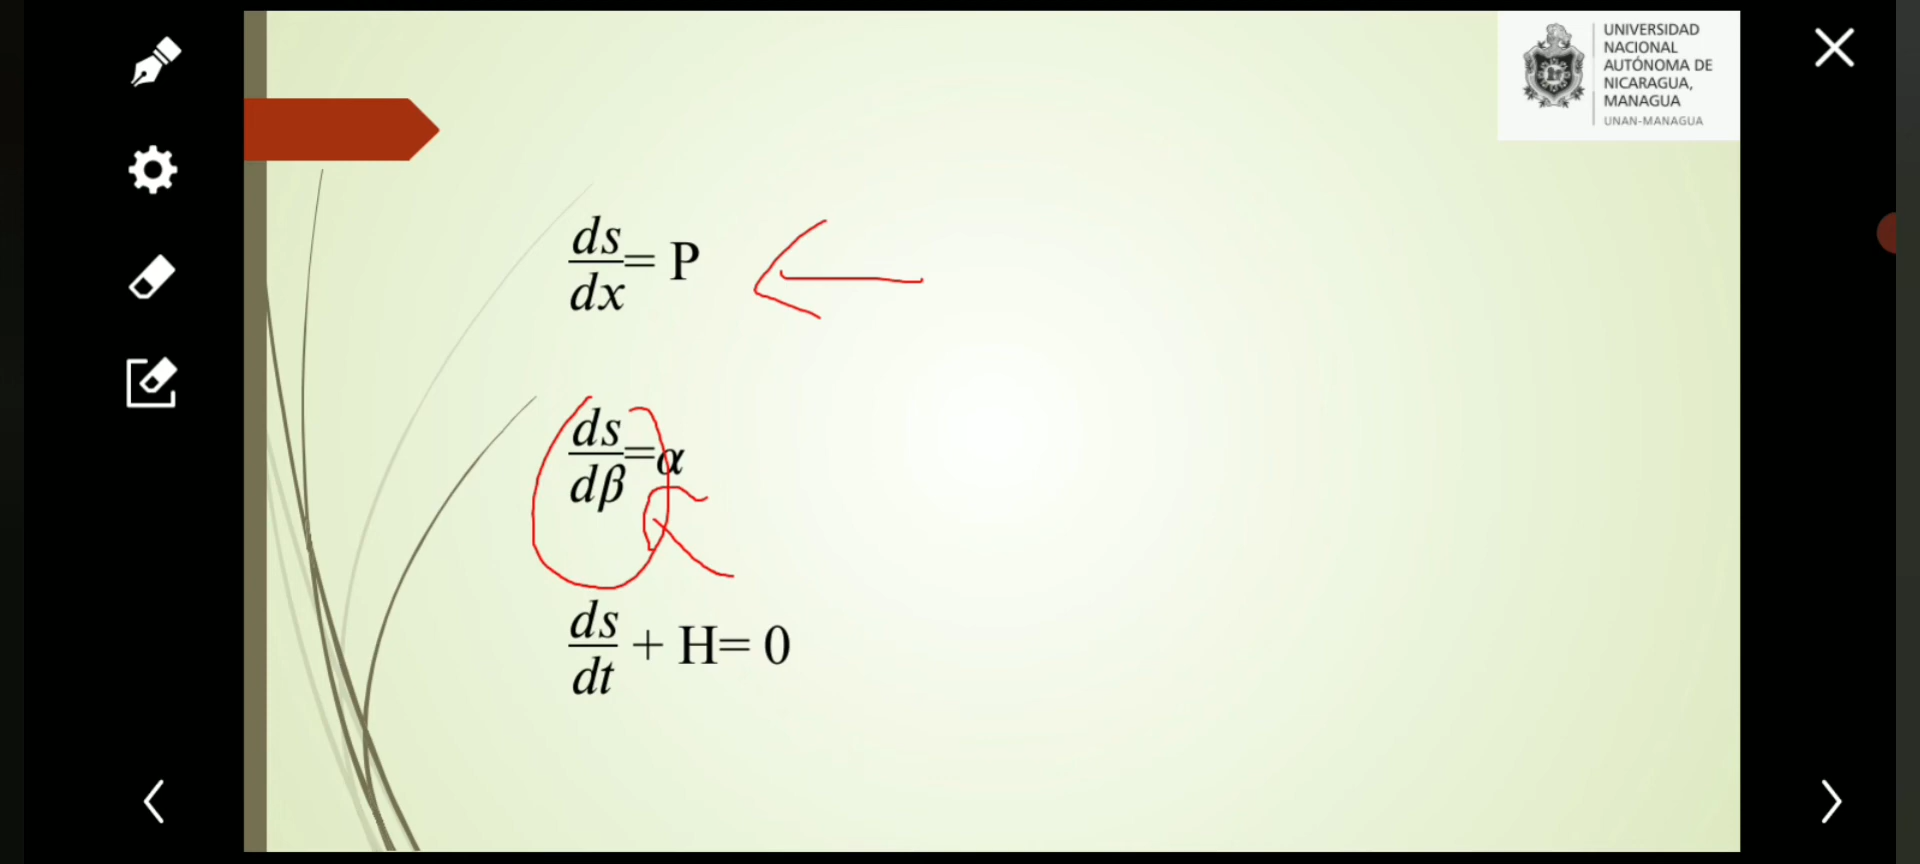 UNIVERSIDAD
NACIONAL
AUTÓNOMA DE
NICARAGUA,
MANAGUA
UNAN-MANAGUA
ds/dx = P
ds/dβ = α
ds/dt + H= 0